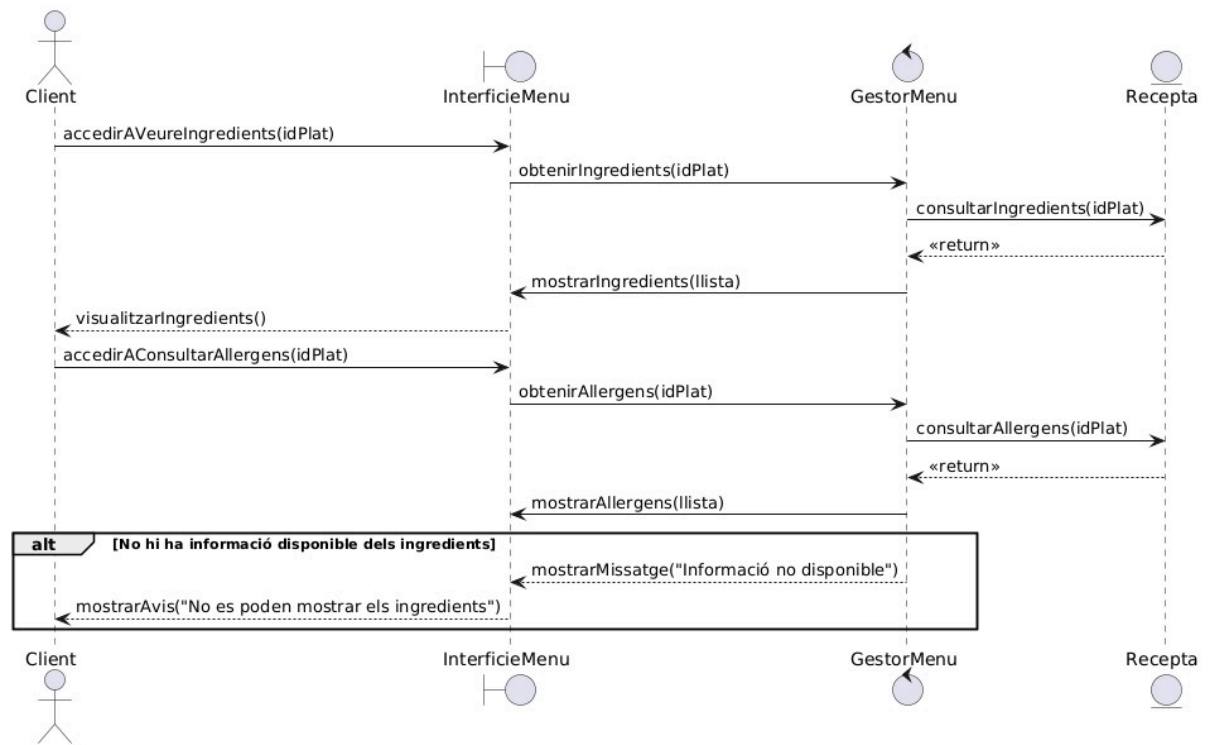 Client
InterficieMenu
GestorMenu
Recepta
accedirAVeureIngredients(idPlat)
obtenirIngredients(idPlat)
consultarIngredients(idPlat)
«return»
mostrarIngredients(llista)
visualitzarIngredients()
accedirAConsultarAllergens(idPlat)
obtenirAllergens(idPlat)
consultarAllergens(idPlat)
«return»
mostrarAllergens(llista)
alt [No hi ha informació disponible dels ingredients]
mostrarMissatge("Informació no disponible")
mostrarAvis("No es poden mostrar els ingredients")
Client
InterficieMenu
GestorMenu
Recepta